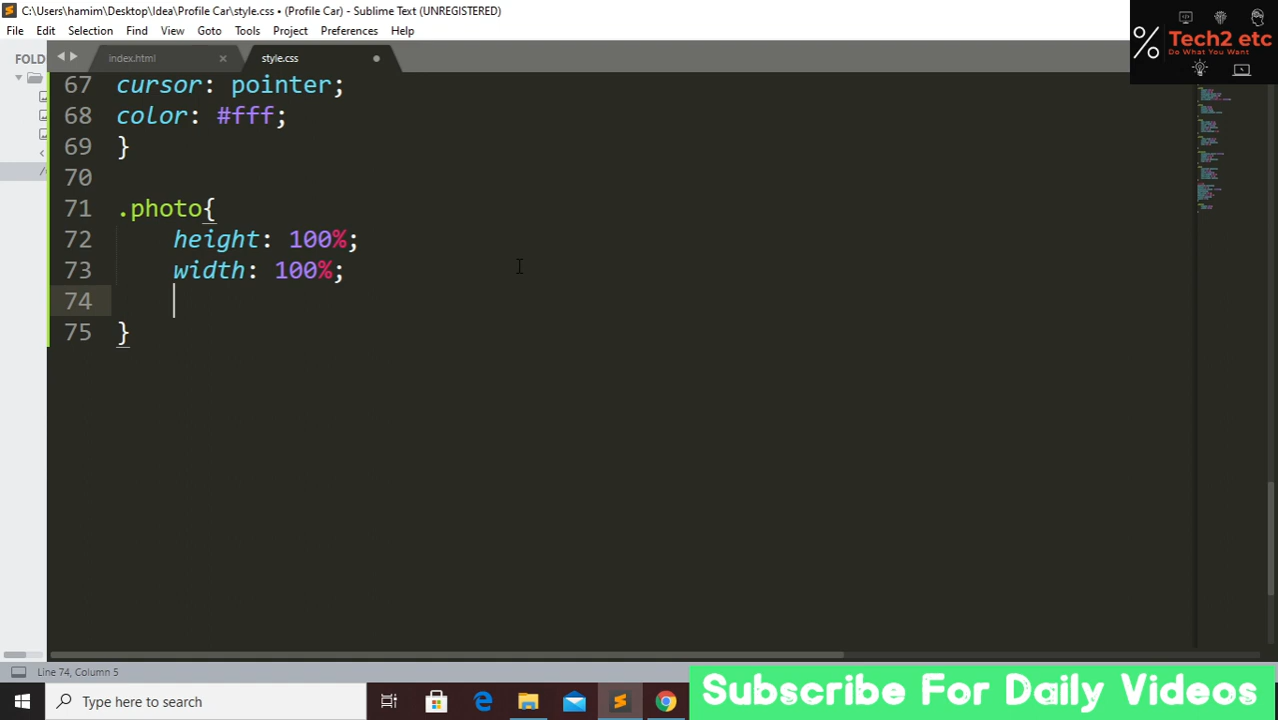 C:\Users\hamim\Desktop\Idea\Profile Car\style.css • (Profile Car) - Sublime Text (UNREGISTERED)
File Edit Selection Find View Goto Tools Project Preferences Help
Tech2 etc
Do What You Want
FOLD
index.html
style.css
67 cursor: pointer;
68 color: #fff;
69 }
70
71 .photo{
72 height: 100%;
73 width: 100%;
74
75 }
Line 74, Column 5
Type here to search
Subscribe For Daily Videos